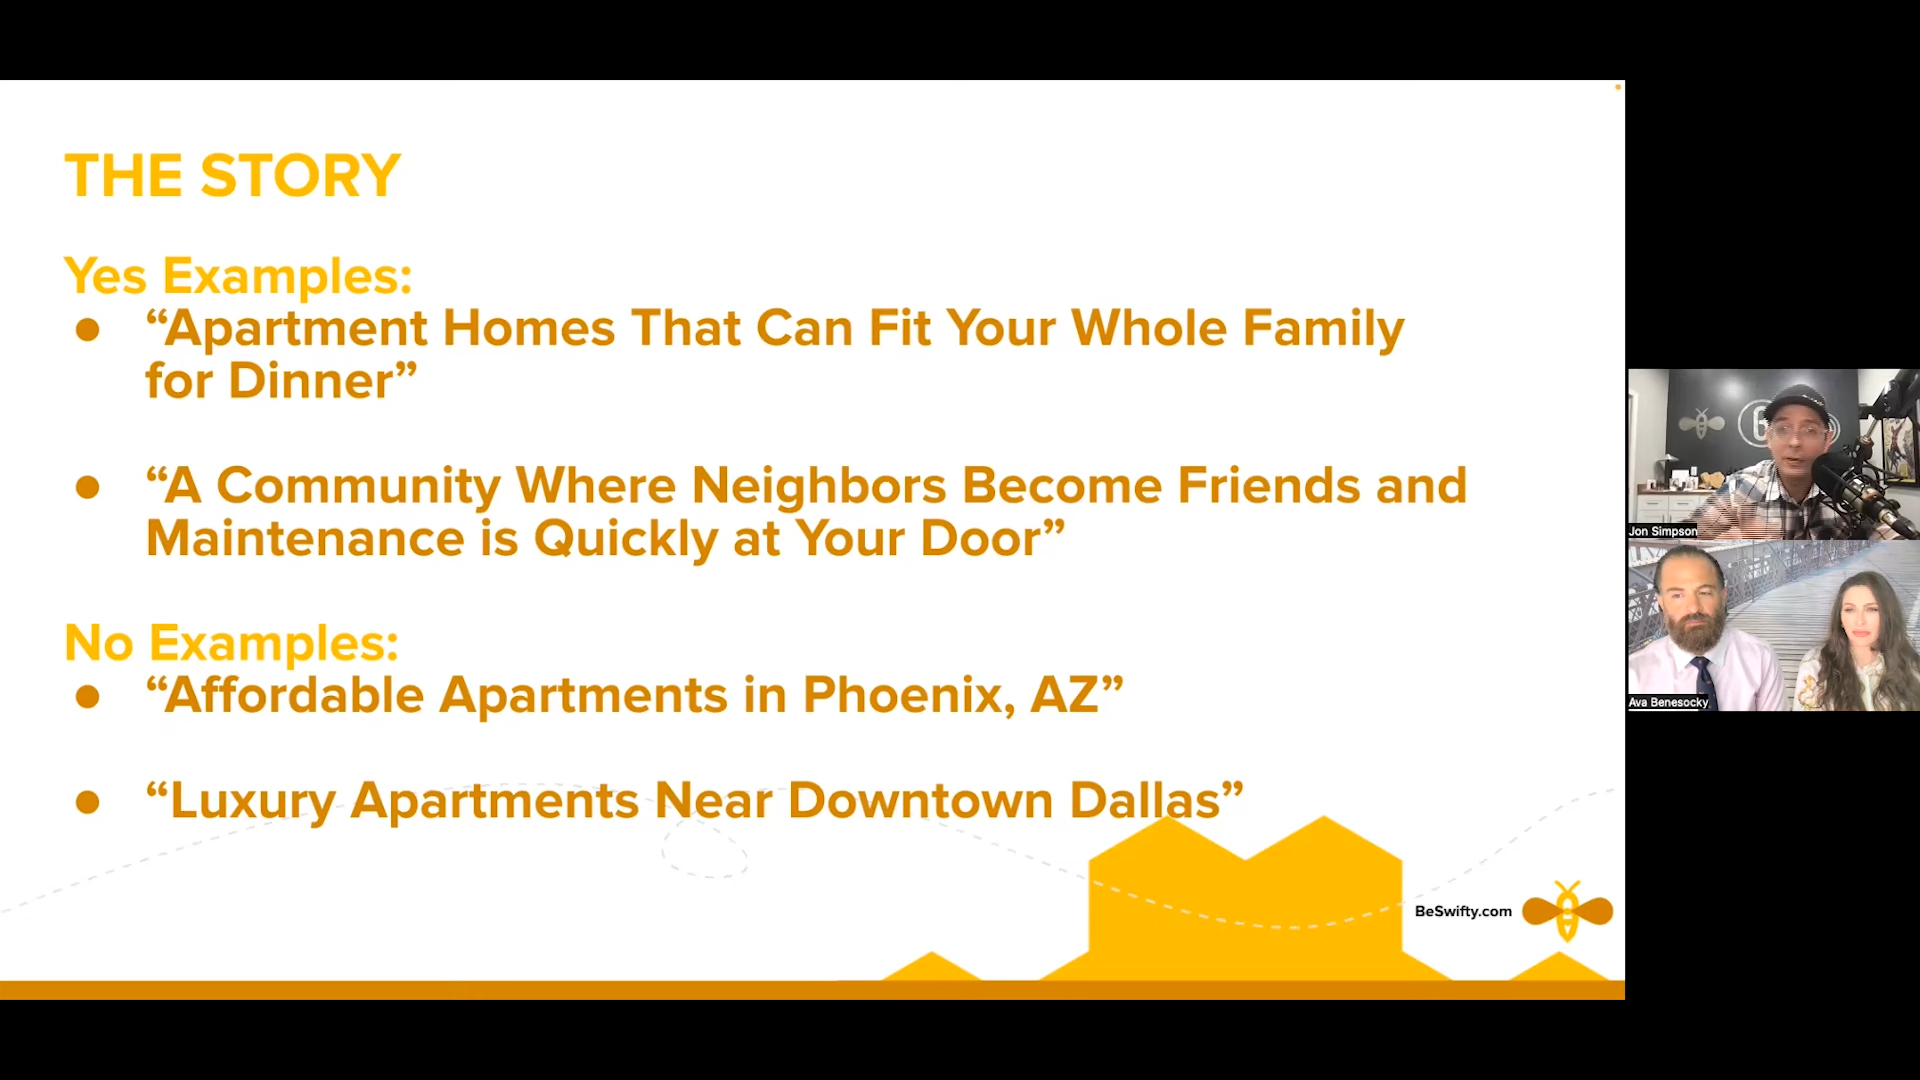 THE STORY
Yes Examples:
● “Apartment Homes That Can Fit Your Whole Family
for Dinner”
● “A Community Where Neighbors Become Friends and
Maintenance is Quickly at Your Door”
No Examples:
● “Affordable Apartments in Phoenix, AZ”
● “Luxury Apartments Near Downtown Dallas”
BeSwifty.com
Jon Simpson
Ava Benesocky